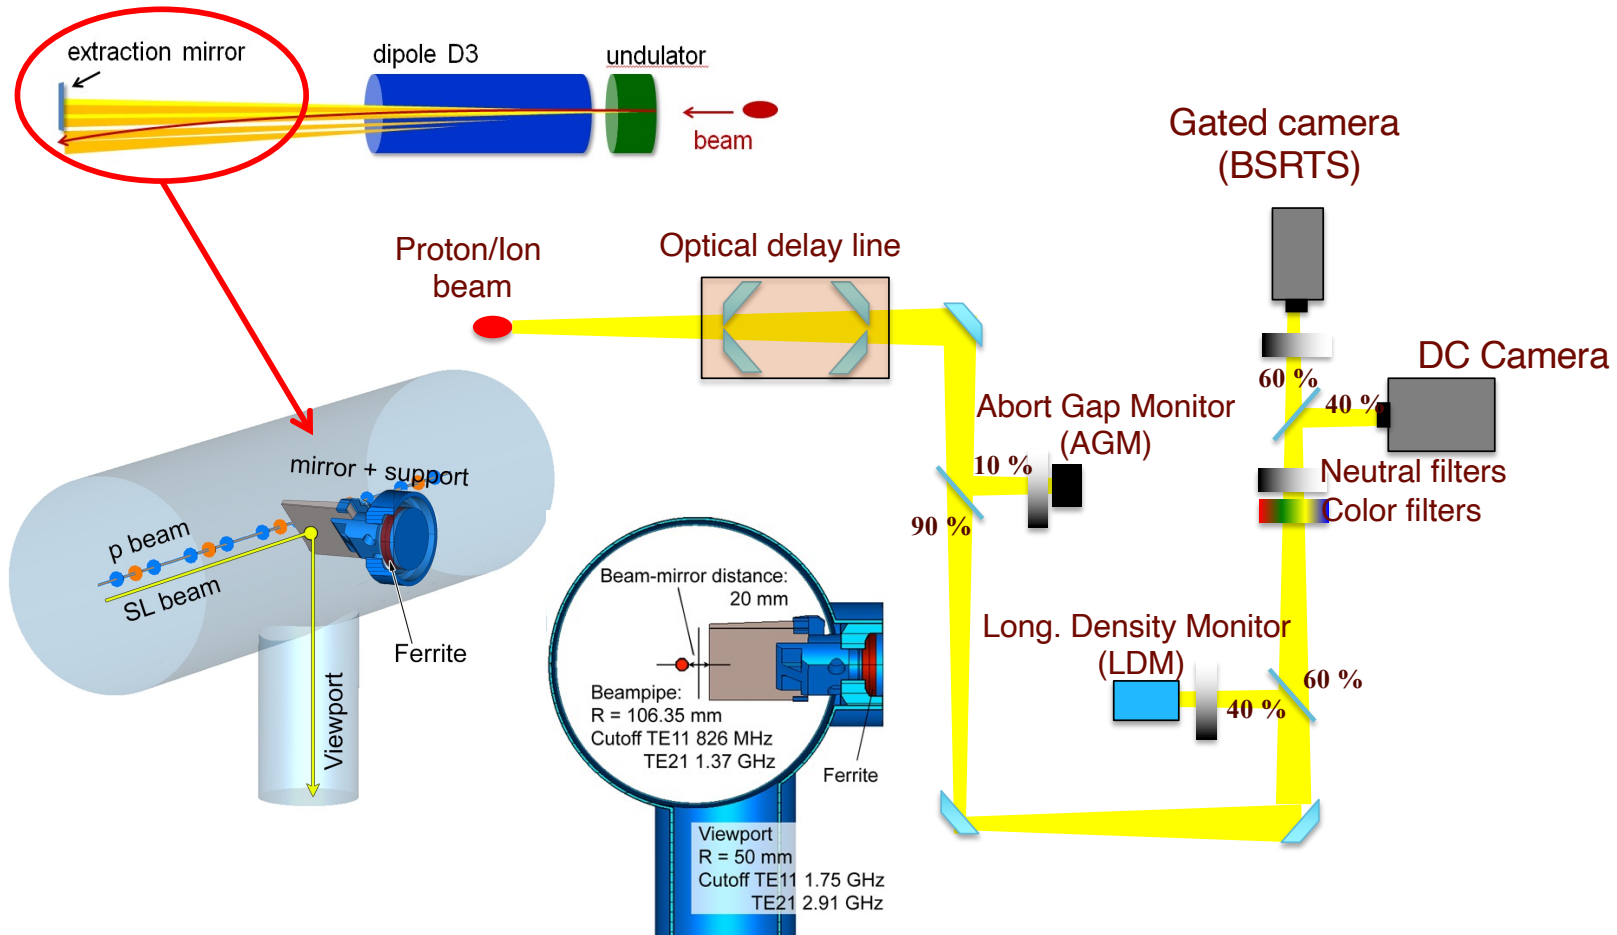 extraction mirror
dipole D3
undulator
beam
Gated camera
(BSRTS)
Proton/Ion
beam
Optical delay line
60 %
DC Camera
40 %
Abort Gap Monitor
(AGM)
10 %
90 %
Neutral filters
Color filters
mirror + support
p beam
SL beam
Ferrite
Viewport
Beam-mirror distance:
20 mm
Beampipe:
R = 106.35 mm
Cutoff TE11 826 MHz
TE21 1.37 GHz
Ferrite
Viewport
R = 50 mm
Cutoff TE11 1.75 GHz
TE21 2.91 GHz
Long. Density Monitor
(LDM)
60 %
40 %